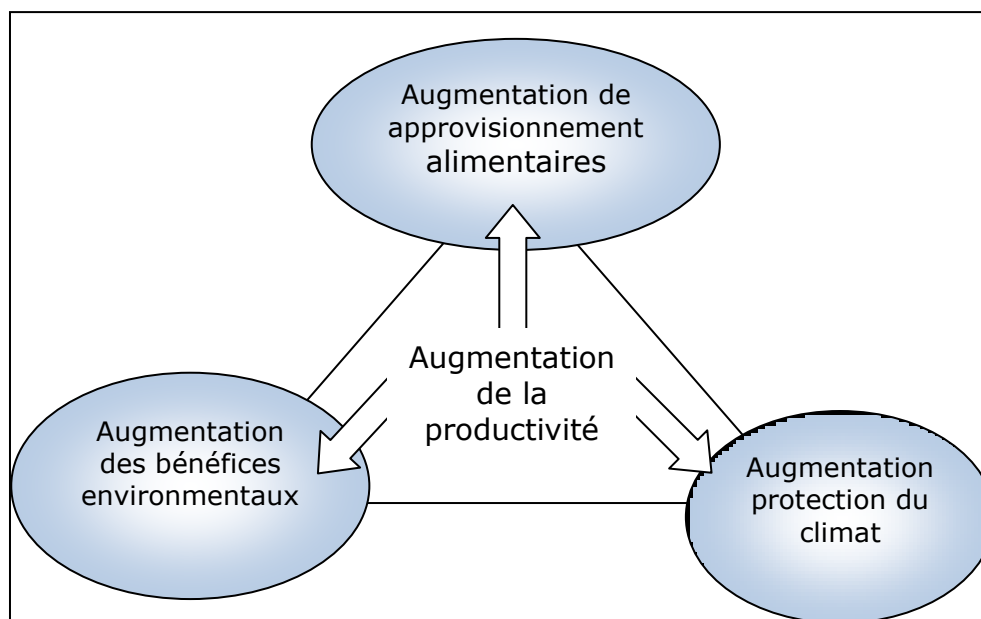 Augmentation de
approvisionnement
alimentaires
Augmentation
de la
productivité
Augmentation
des bénéfices
environmentaux
Augmentation
protection du
climat